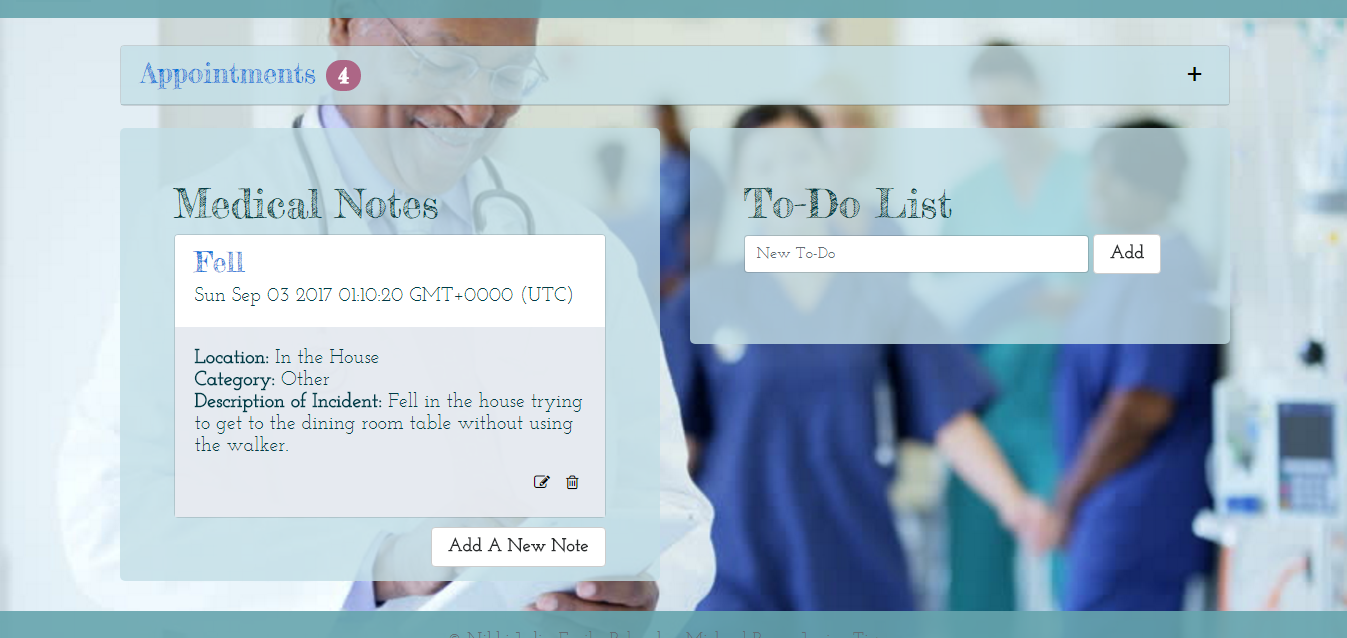 Appointments 4 +
Medical Notes
Fell
Sun Sep 03 2017 01:10:20 GMT+0000 (UTC)
Location: In the House
Category: Other
Description of Incident: Fell in the house trying
to get to the dining room table without using
the walker.
Add A New Note
To-Do List
New To-Do
Add